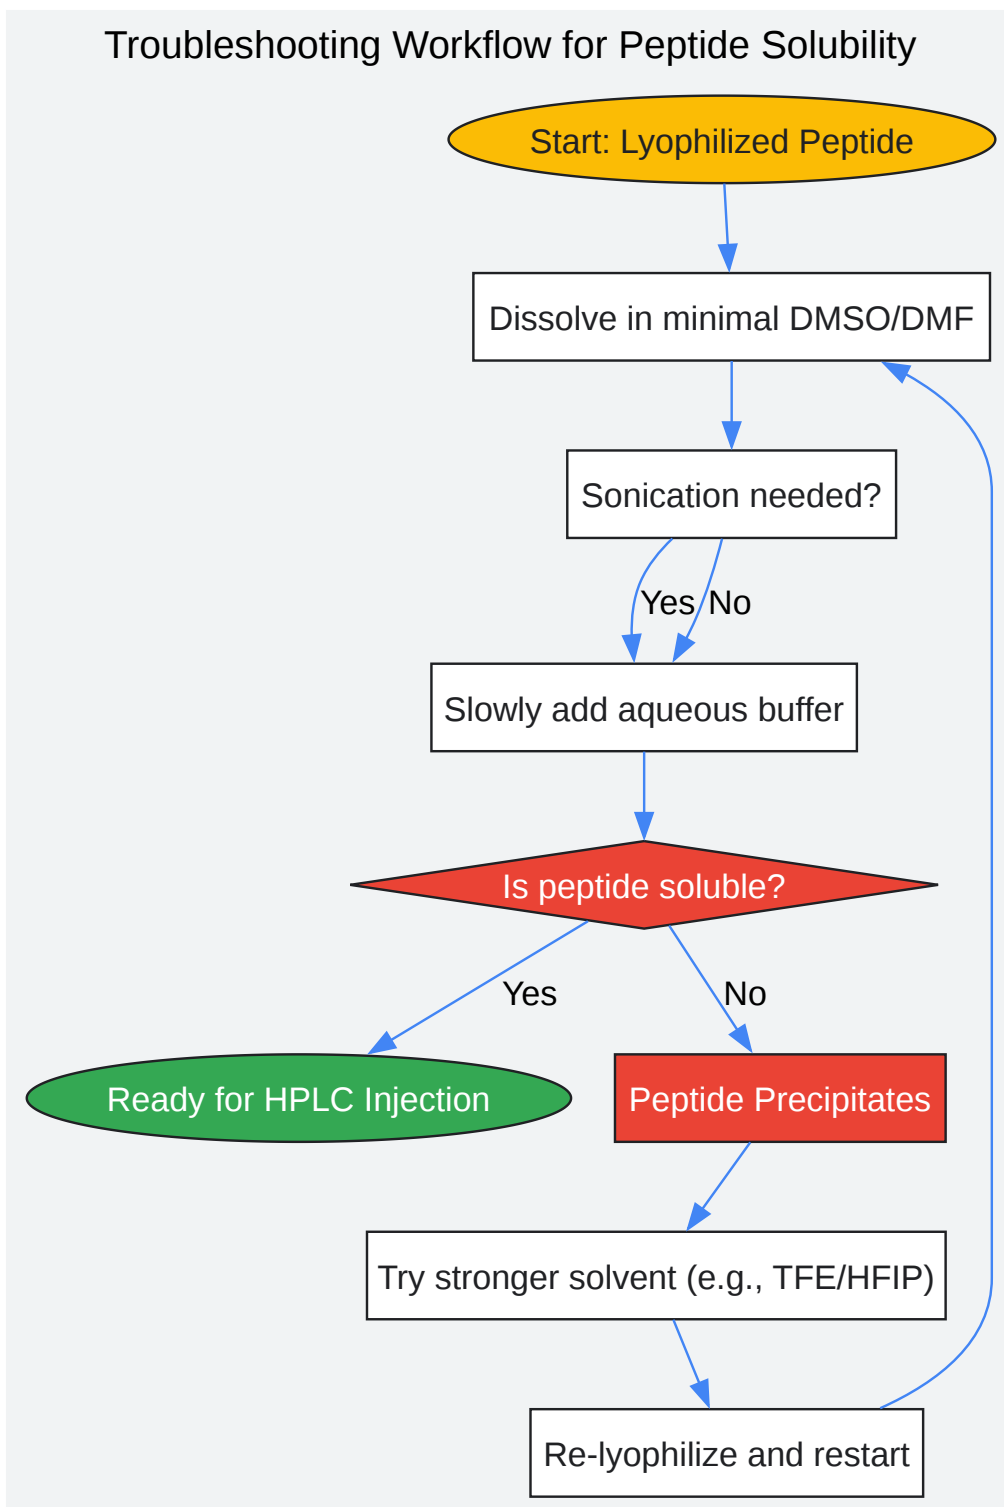 Troubleshooting Workflow for Peptide Solubility
Start: Lyophilized Peptide
Dissolve in minimal DMSO/DMF
Sonication needed?
Yes
No
Slowly add aqueous buffer
Is peptide soluble?
Yes
No
Ready for HPLC Injection
Peptide Precipitates
Try stronger solvent (e.g., TFE/HFIP)
Re-lyophilize and restart